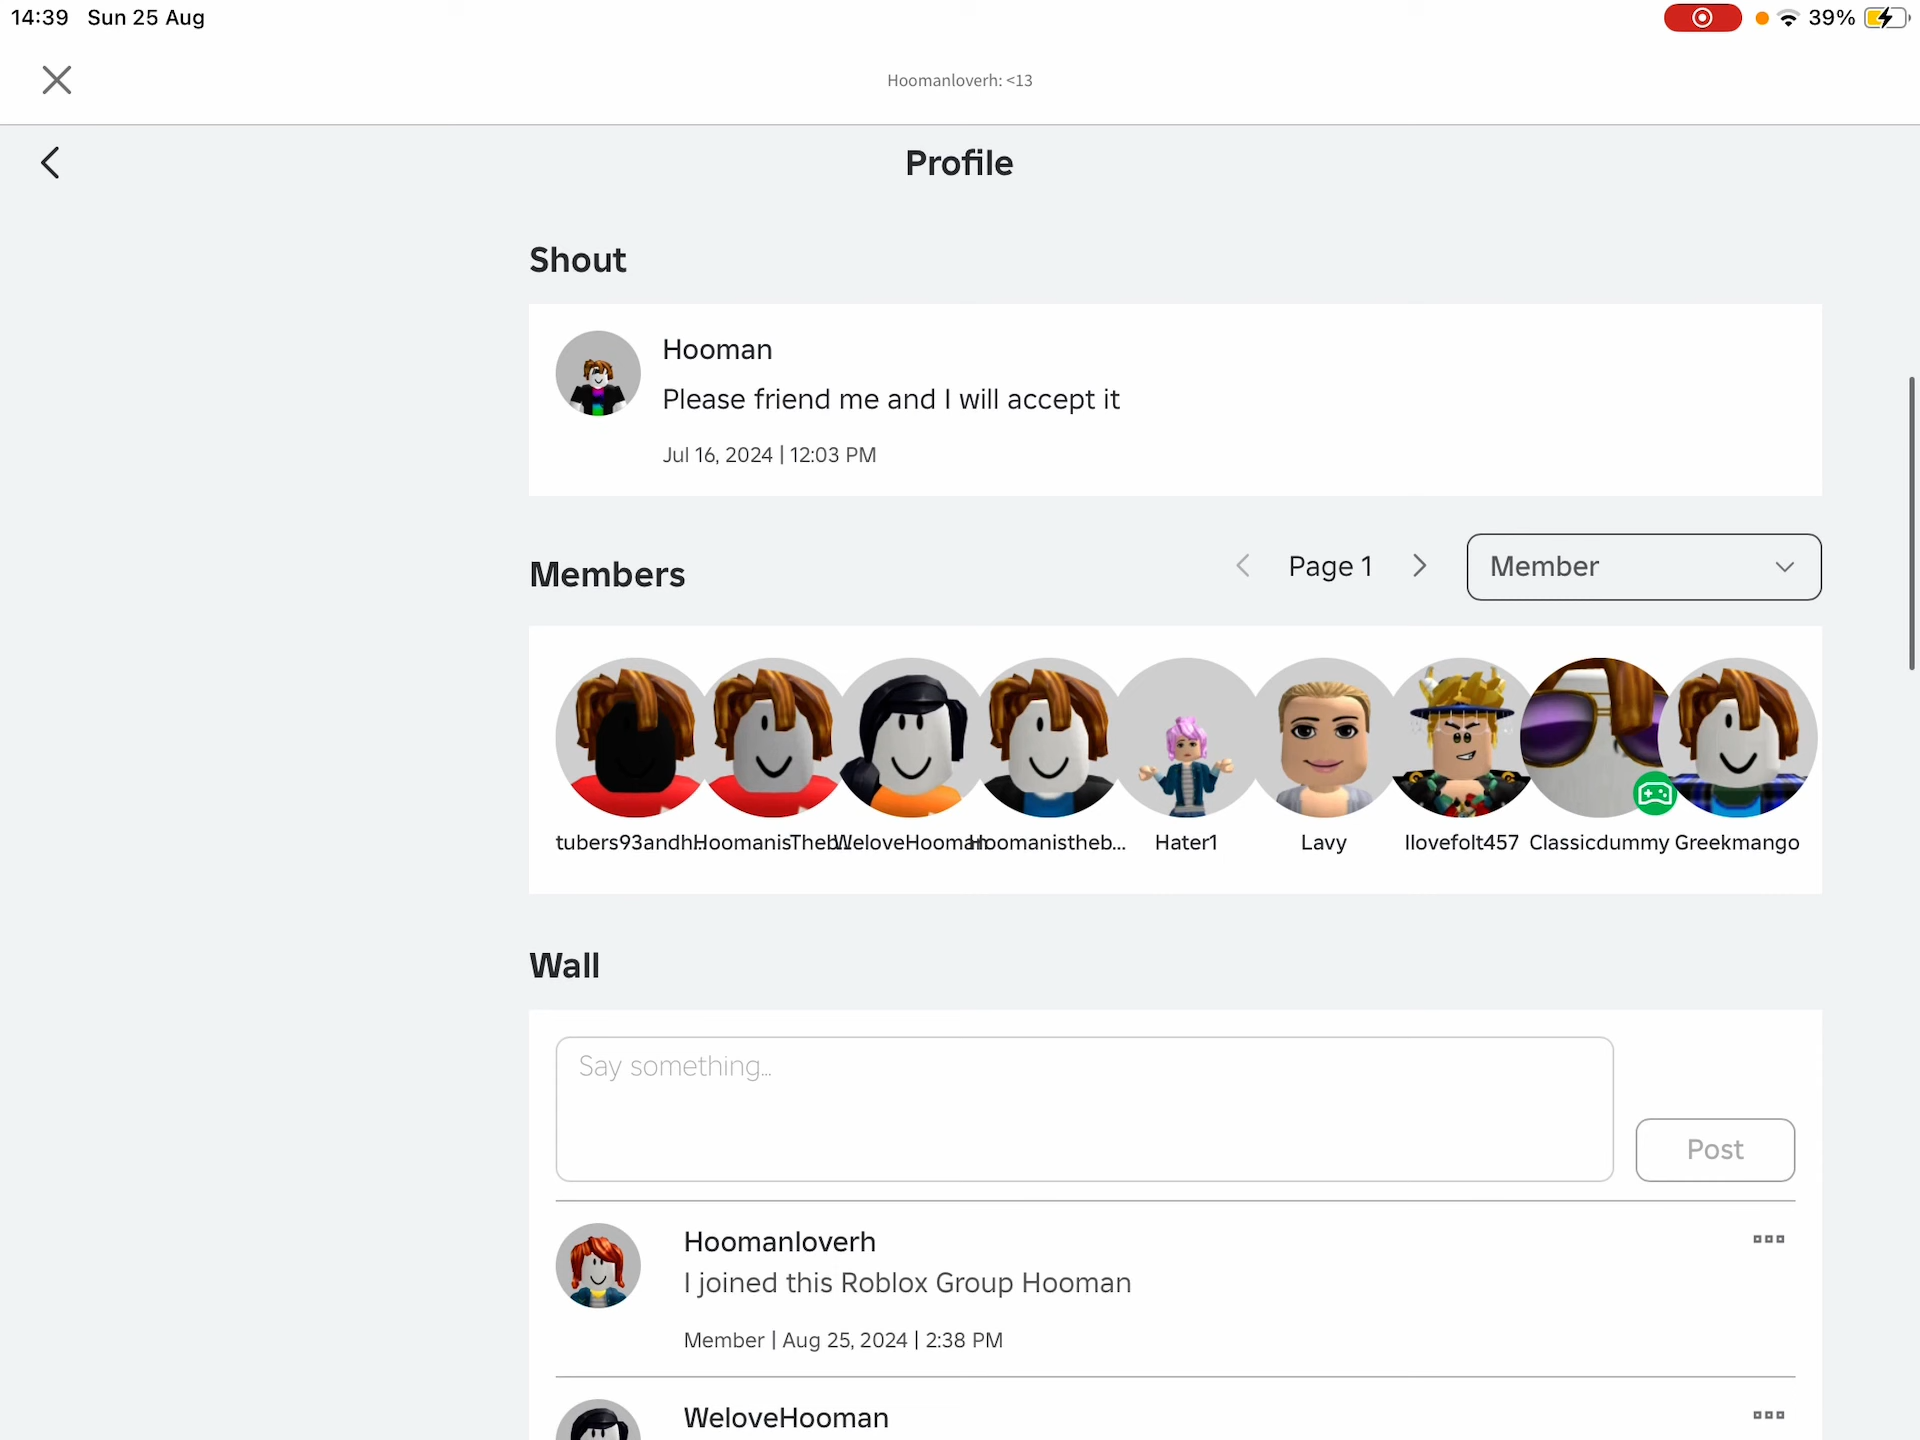 14:39 Sun 25 Aug
39%
Hoomanloverh: <13
Profile
Shout
Hooman
Please friend me and I will accept it
Jul 16, 2024 | 12:03 PM
Members
Page 1
Member
tubers93andh... HoomanisTheb... WeloveHooman Hoomanistheb... Hater1 Lavy Ilovefolt457 Classicdummy Greekmango
Wall
Say something...
Post
Hoomanloverh
I joined this Roblox Group Hooman
Member | Aug 25, 2024 | 2:38 PM
WeloveHooman